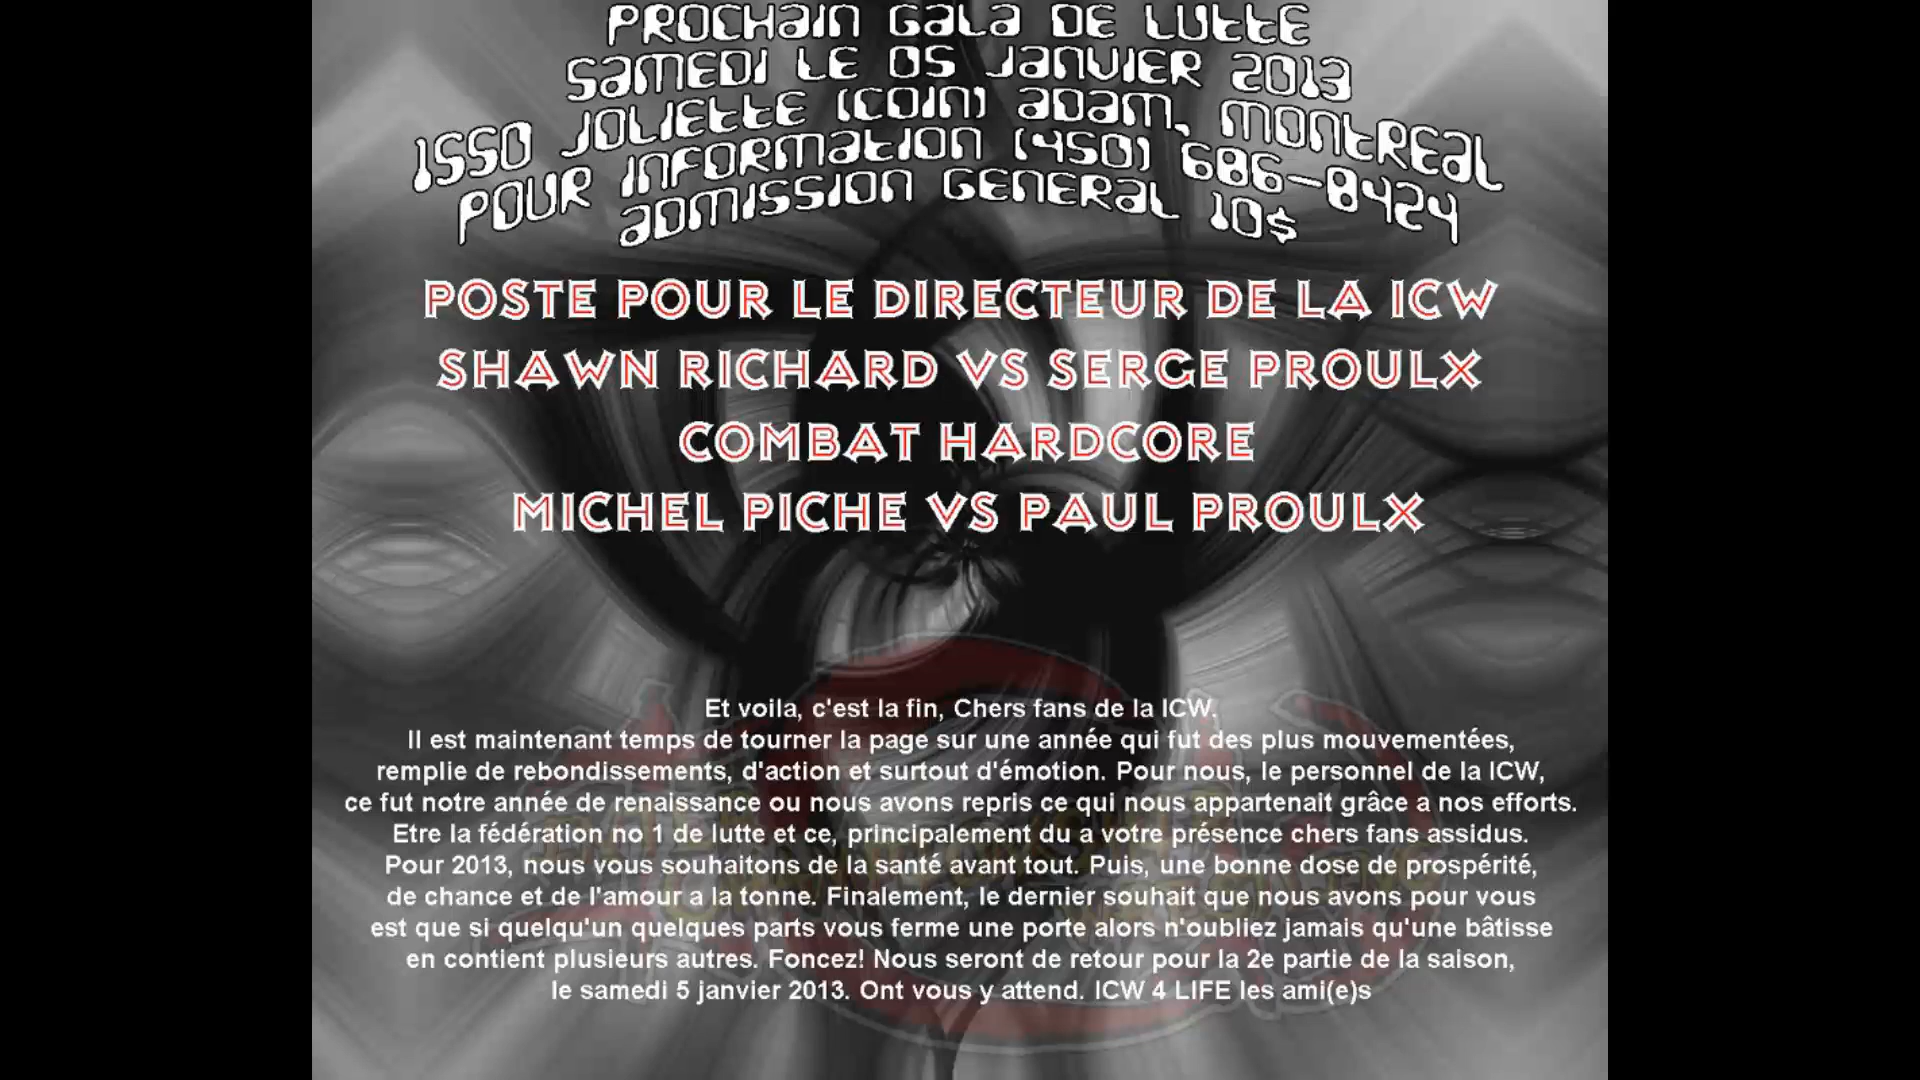 PROCHAIN GALA DE LUTTE
SAMEDI LE 05 JANVIER 2013
1550 JOLIETTE (COIN) ADAM, MONTREAL
POUR INFORMATION (450) 686-8424
ADMISSION GENERAL 10$
POSTE POUR LE DIRECTEUR DE LA ICW
SHAWN RICHARD VS SERGE PROULX
COMBAT HARDCORE
MICHEL PICHE VS PAUL PROULX
Et voila, c'est la fin, Chers fans de la ICW.
Il est maintenant temps de tourner la page sur une année qui fut des plus mouvementées,
remplie de rebondissements, d'action et surtout d'émotion. Pour nous, le personnel de la ICW,
ce fut notre année de renaissance ou nous avons repris ce qui nous appartenait grâce a nos efforts.
Etre la fédération no 1 de lutte et ce, principalement du a votre présence chers fans assidus.
Pour 2013, nous vous souhaitons de la santé avant tout. Puis, une bonne dose de prospérité,
de chance et de l'amour a la tonne. Finalement, le dernier souhait que nous avons pour vous
est que si quelqu'un quelques parts vous ferme une porte alors n'oubliez jamais qu'une bâtisse
en contient plusieurs autres. Foncez! Nous seront de retour pour la 2e partie de la saison,
le samedi 5 janvier 2013. Ont vous y attend. ICW 4 LIFE les ami(e)s